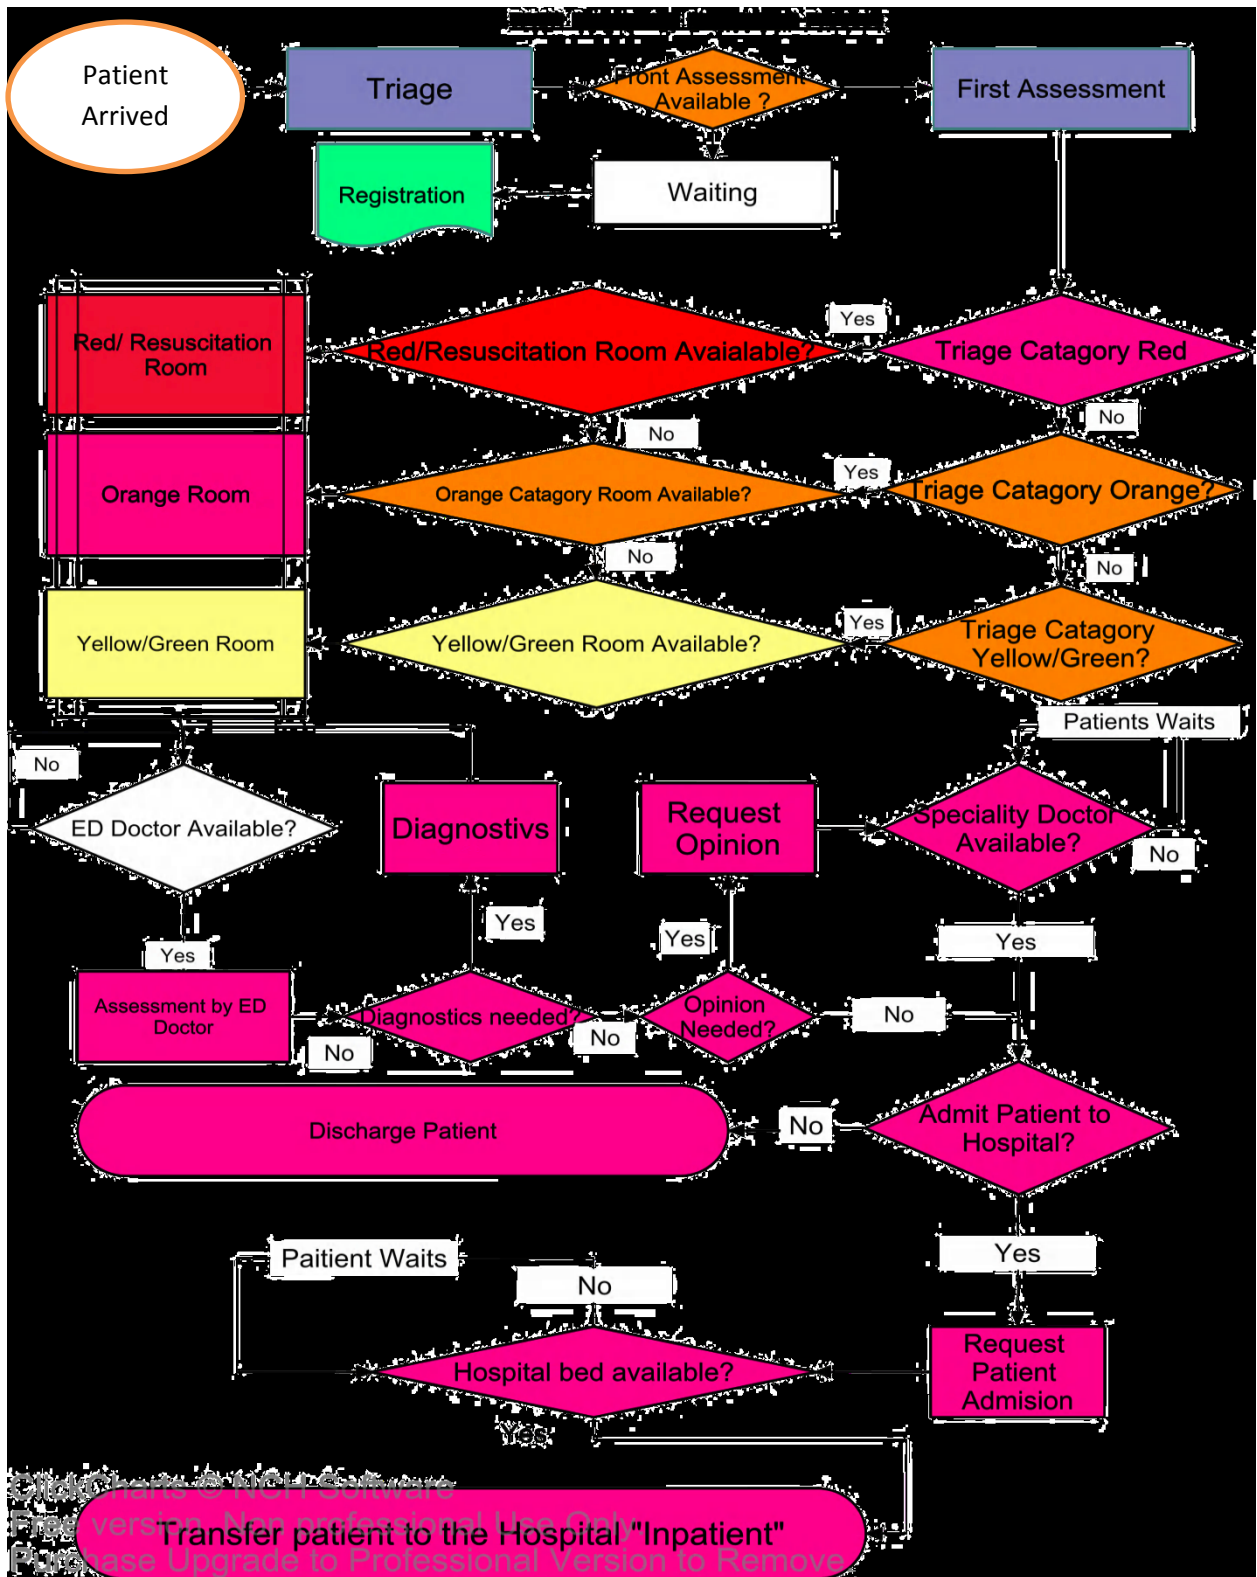 Patient
Arrived
Triage
Front Assessment
Available ?
First Assessment
Registration
Waiting
Red/ Resuscitation
Room
Red/Resuscitation Room Avaialable?
Yes
Triage Catagory Red
No
No
Orange Room
Orange Catagory Room Available?
Yes
Triage Catagory Orange?
No
No
Yellow/Green Room
Yellow/Green Room Available?
Yes
Triage Catagory
Yellow/Green?
Patients Waits
No
ED Doctor Available?
Diagnostivs
Request
Opinion
Speciality Doctor
Available?
No
Yes
Yes
Yes
Yes
Assessment by ED
Doctor
No
Diagnostics needed?
No
Opinion
Needed?
No
Discharge Patient
No
Admit Patient to
Hospital?
Yes
Paitient Waits
No
Hospital bed available?
Request
Patient
Admision
Yes
ClickCharts © NCH Software
Free version. Non professional Use Only.
Transfer patient to the Hospital "Inpatient"
Purchase Upgrade to Professional Version to Remove